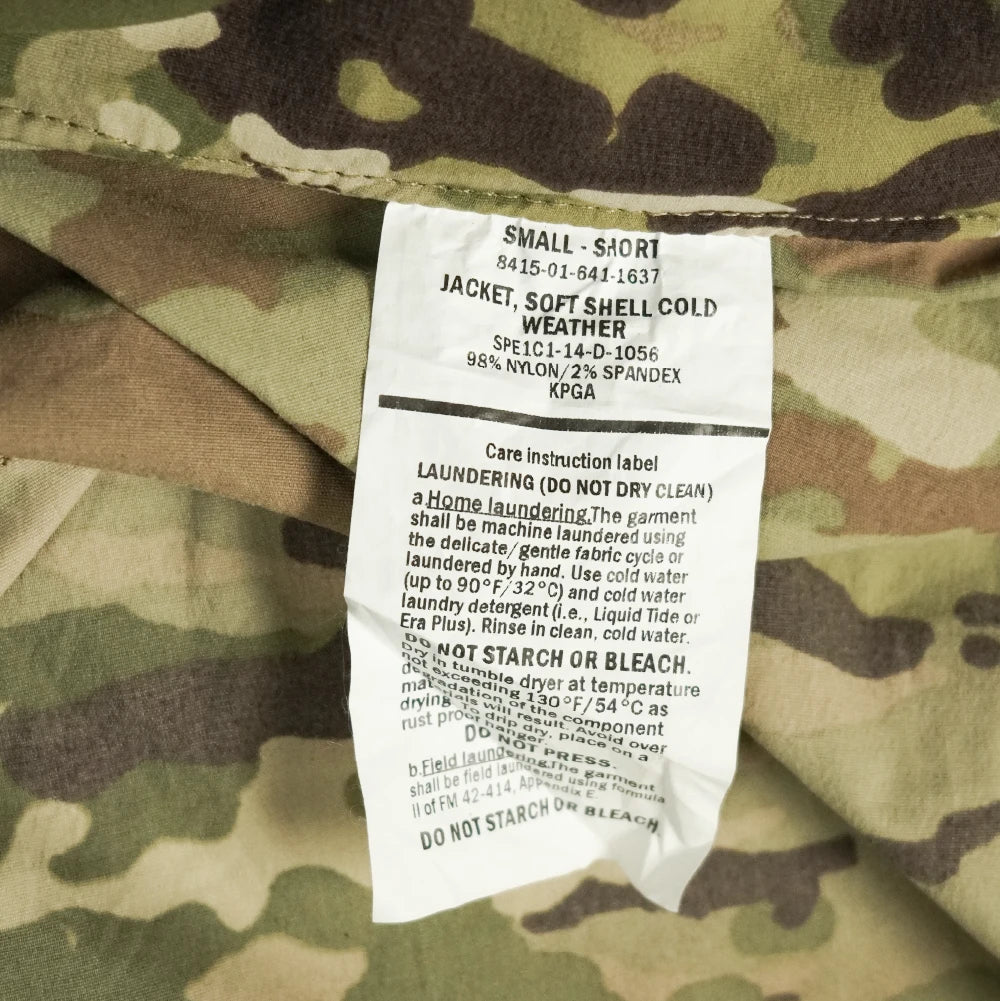 SMALL - SHORT
8415-01-641-1637
JACKET, SOFT SHELL COLD
WEATHER
SPE1C1-14-D-1056
98% NYLON/2% SPANDEX
KPGA
Care instruction label
LAUNDERING (DO NOT DRY CLEAN)
a.Home laundering.The garment
shall be machine laundered using
the delicate/gentle fabric cycle or
laundered by hand. Use cold water
(up to 90°F/32°C) and cold water
laundry detergent (i.e., Liquid Tide or
Era Plus). Rinse in clean, cold water.
DO NOT STARCH OR BLEACH.
Dry in tumble dryer at temperature
not exceeding 130°F/54°C as
degradation of the component
materials will result. Avoid over
drying. To drip dry, place on a
rust proof hanger.
DO NOT PRESS.
b.Field laundering.The garment
shall be field laundered using formula
II of FM 42-414, Appendix E.
DO NOT STARCH OR BLEACH.